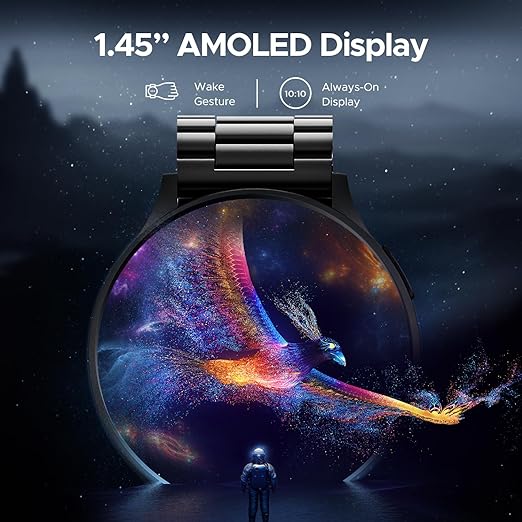 1.45” AMOLED Display
Wake
Gesture
10:10
Always-On
Display